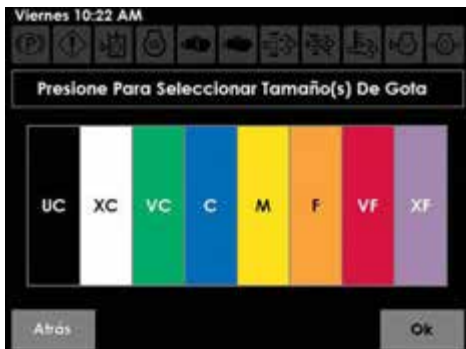 Viernes 10:22 AM
Presione Para Seleccionar Tamaño(s) De Gota
UC XC VC C M F VF XF
Atrás Ok